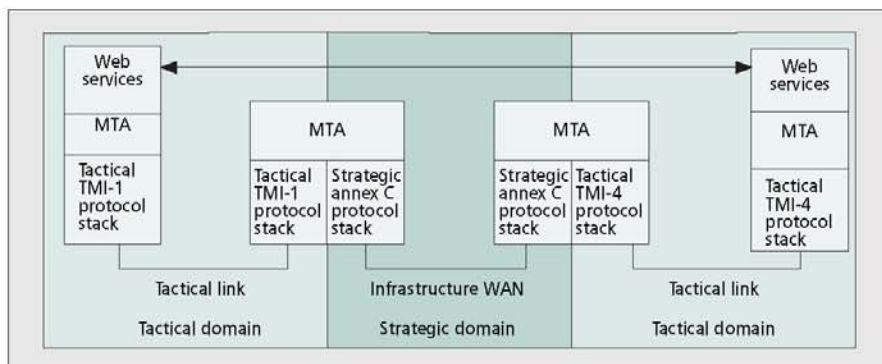 Web
services
MTA
Tactical
TMI-1
protocol
stack
MTA
Tactical
TMI-1
protocol
stack
Strategic
annex C
protocol
stack
MTA
Strategic
annex C
protocol
stack
Tactical
TMI-4
protocol
stack
Web
services
MTA
Tactical
TMI-4
protocol
stack
Tactical link
Infrastructure WAN
Tactical link
Tactical domain
Strategic domain
Tactical domain